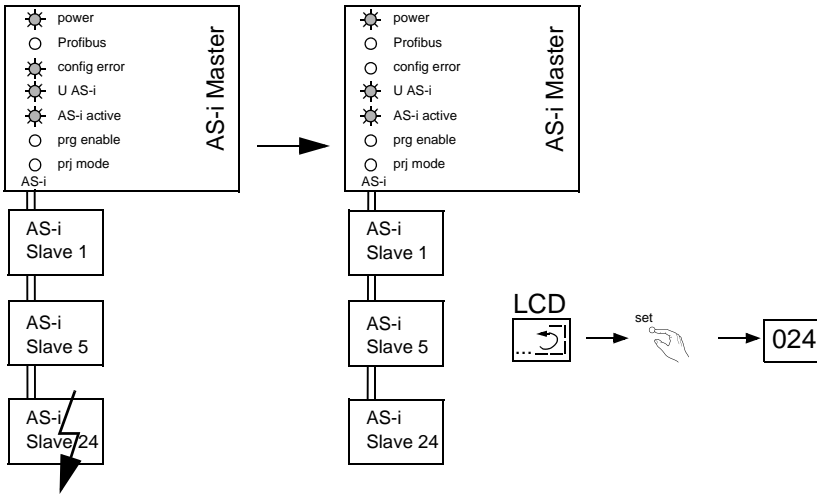 power
Profibus
config error
U AS-i
AS-i active
prg enable
prj mode
AS-i Master
AS-i
AS-i
Slave 1
AS-i
Slave 5
AS-i
Slave 24
power
Profibus
config error
U AS-i
AS-i active
prg enable
prj mode
AS-i Master
AS-i
AS-i
Slave 1
AS-i
Slave 5
AS-i
Slave 24
LCD
...
set
024